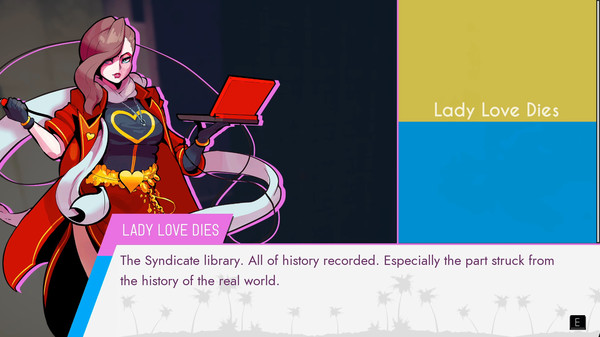 Lady Love Dies
LADY LOVE DIES
The Syndicate library. All of history recorded. Especially the part struck from
the history of the real world.
E